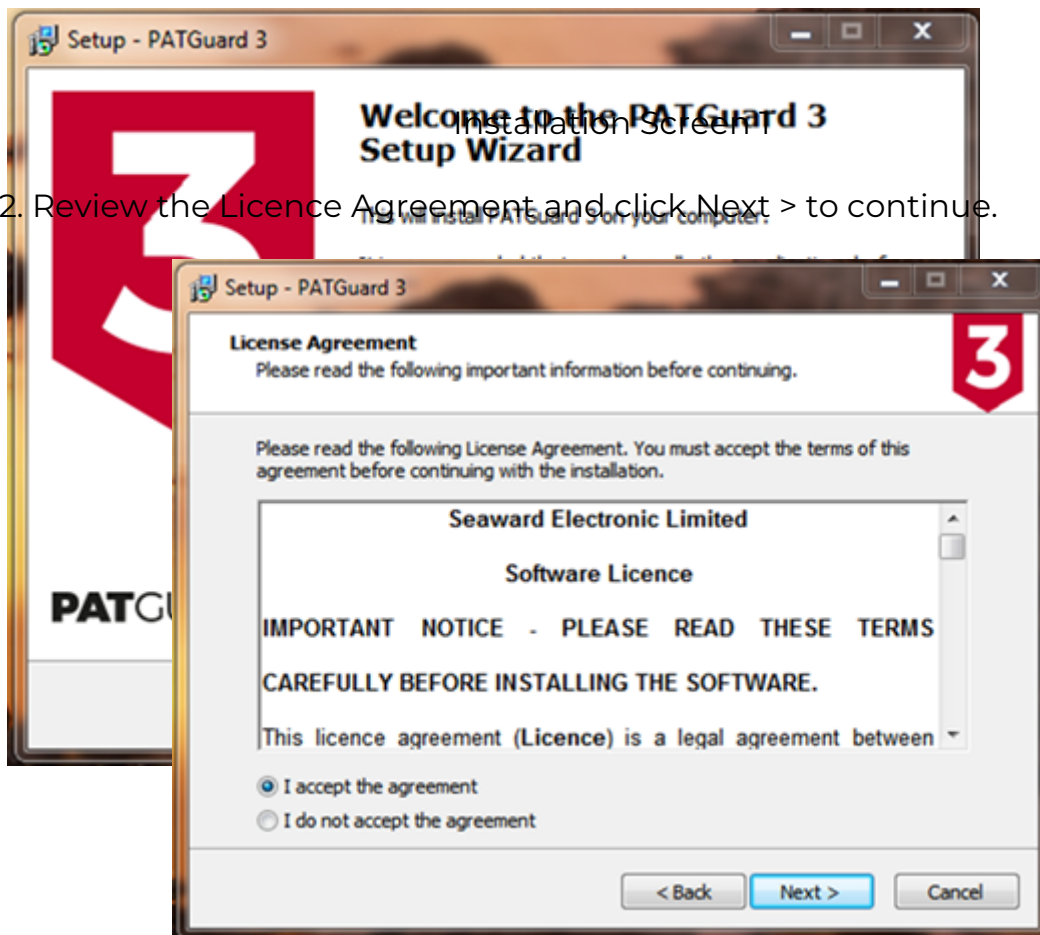 Setup - PATGuard 3
Welcome to the PATGuard 3
Setup Wizard
Installation Screen 1
2. Review the Licence Agreement and click Next > to continue.
This will install PATGuard 3 on your computer.
3
PATGU
Setup - PATGuard 3
License Agreement
Please read the following important information before continuing.
3
Please read the following License Agreement. You must accept the terms of this
agreement before continuing with the installation.
Seaward Electronic Limited
Software Licence
IMPORTANT NOTICE - PLEASE READ THESE TERMS
CAREFULLY BEFORE INSTALLING THE SOFTWARE.
This licence agreement (Licence) is a legal agreement between
I accept the agreement
I do not accept the agreement
< Back
Next >
Cancel